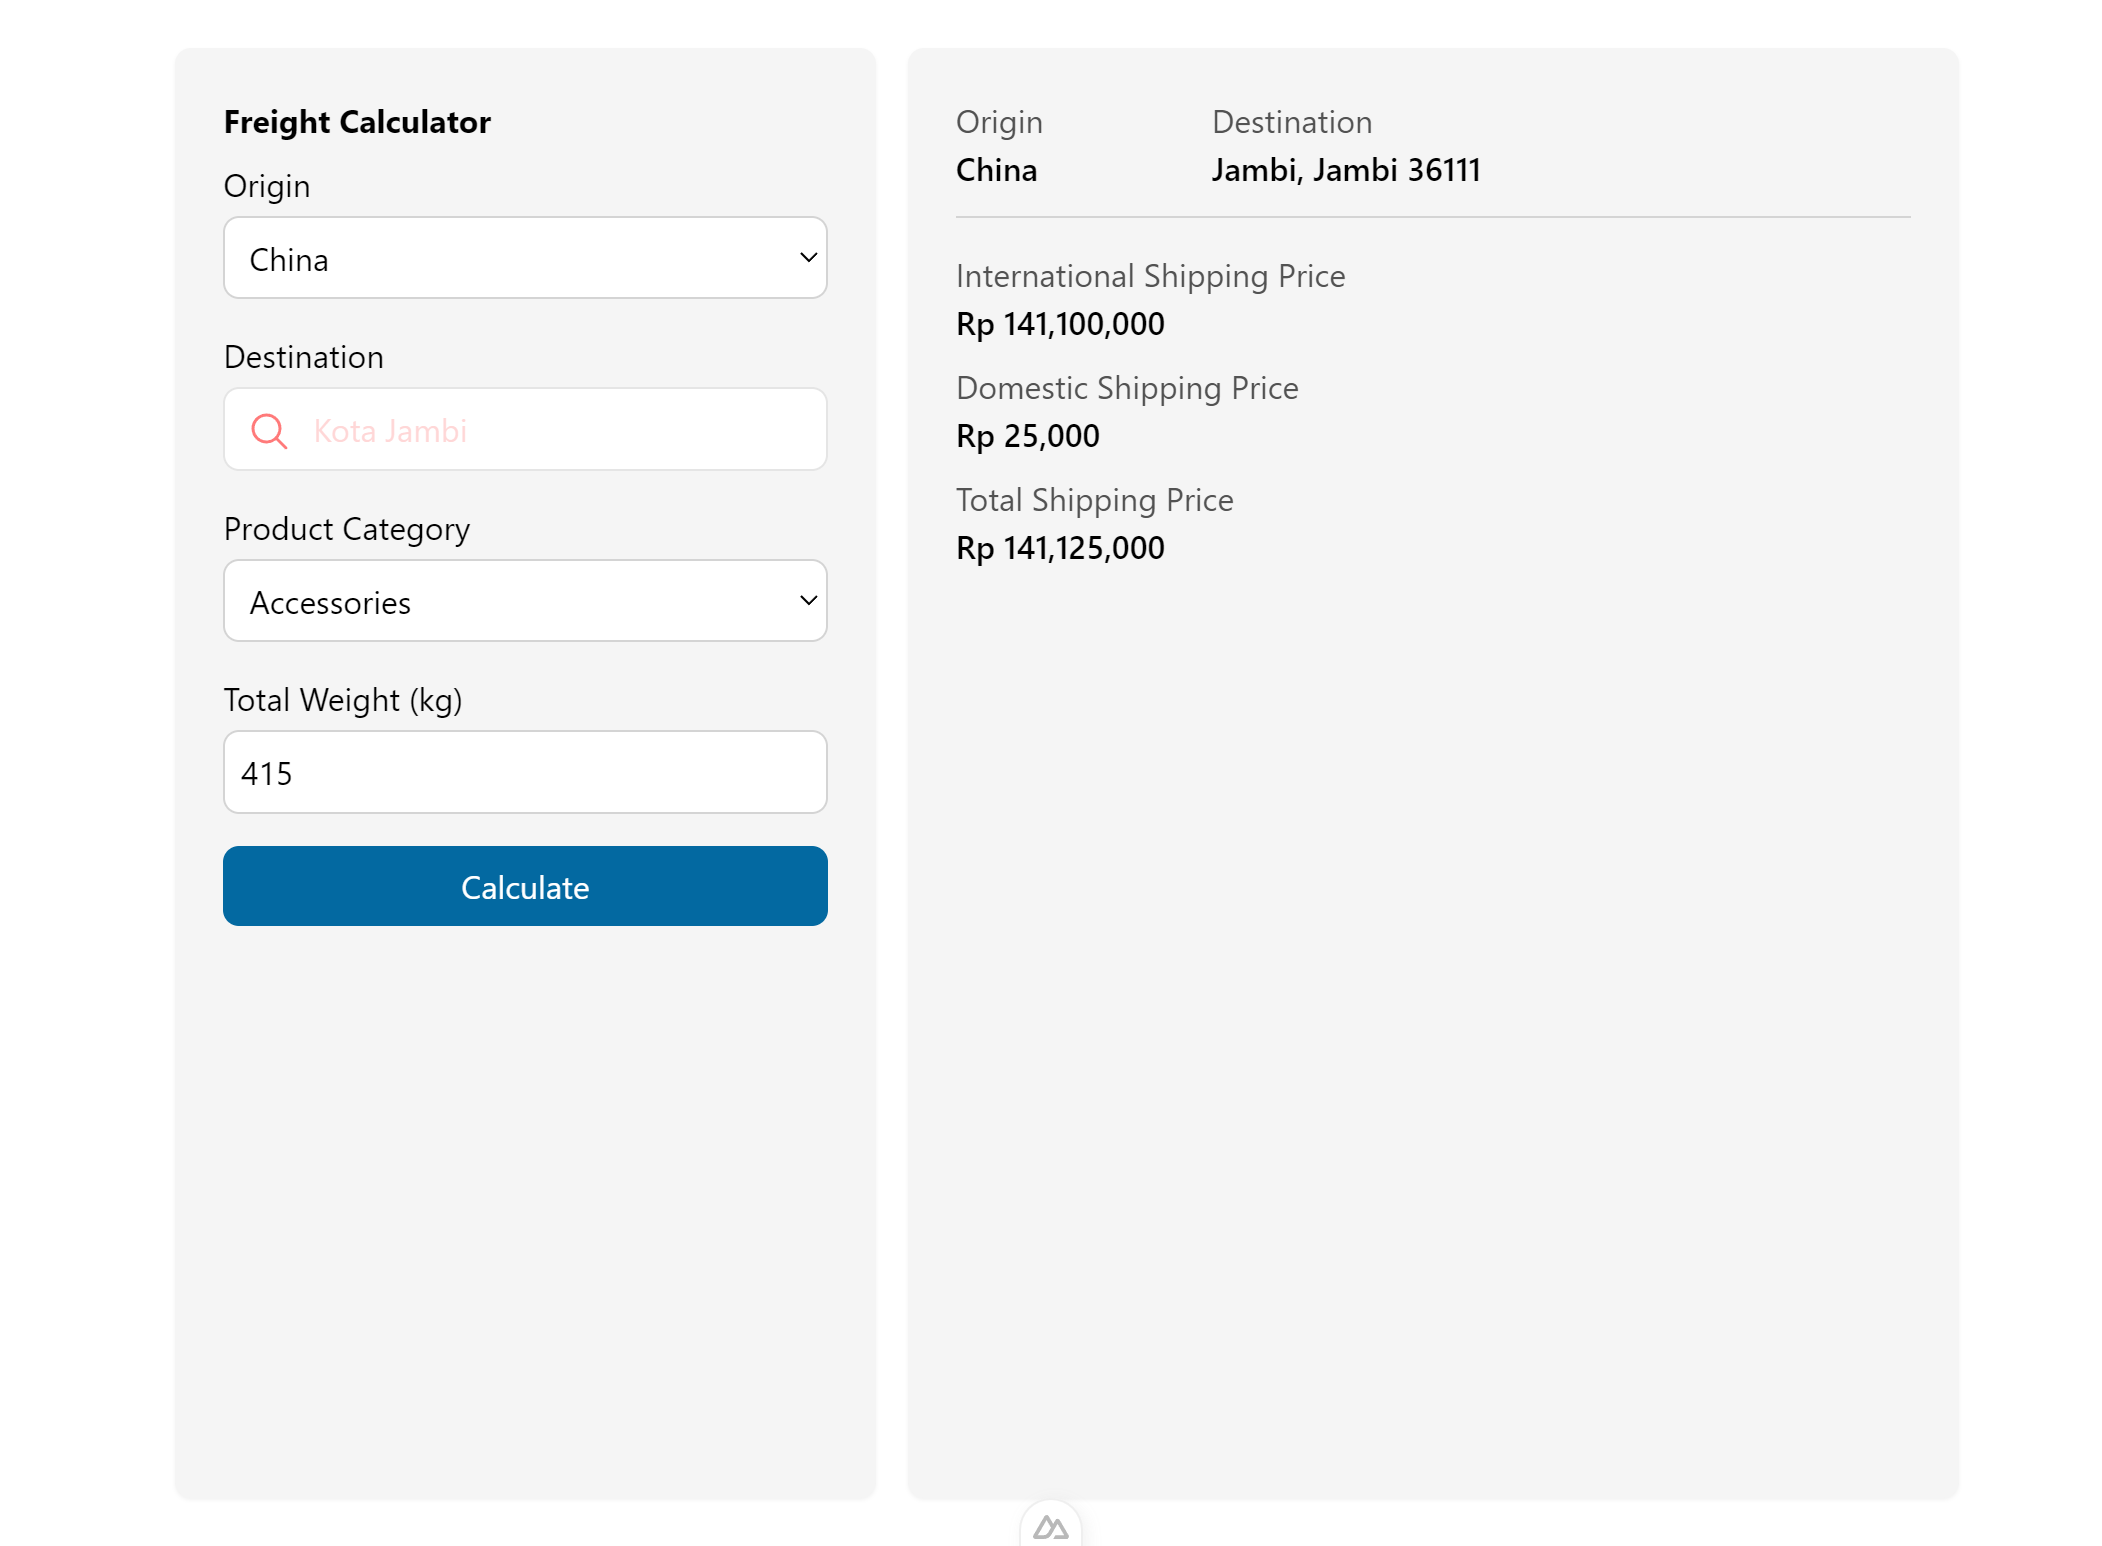 Freight Calculator
Origin
China
Destination
Kota Jambi
Product Category
Accessories
Total Weight (kg)
415
Calculate
Origin
Destination
China
Jambi, Jambi 36111
International Shipping Price
Rp 141,100,000
Domestic Shipping Price
Rp 25,000
Total Shipping Price
Rp 141,125,000